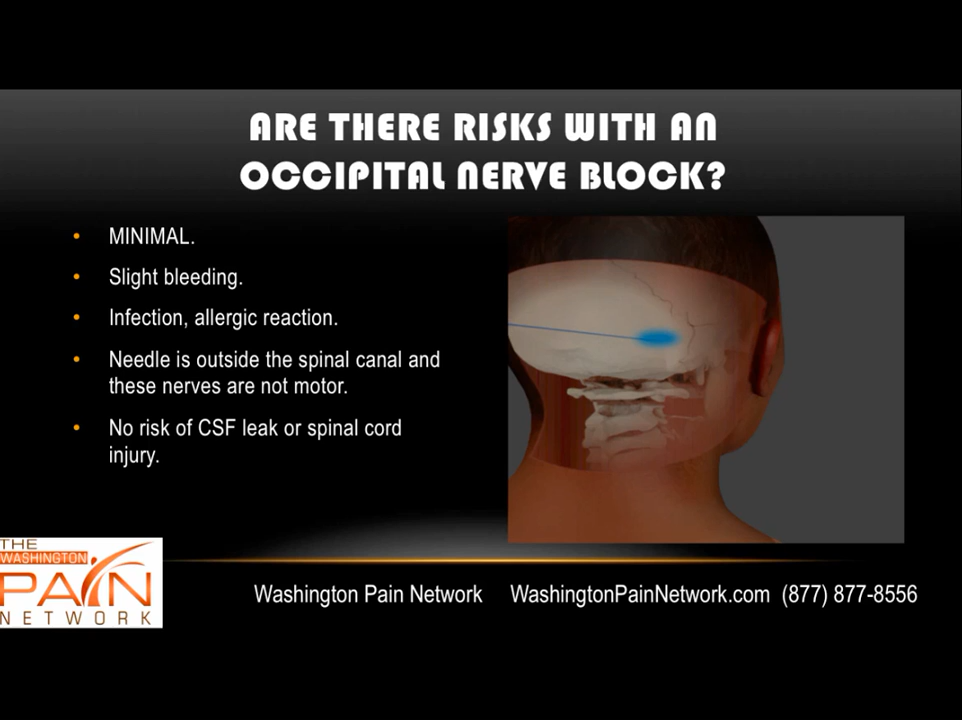 ARE THERE RISKS WITH AN
OCCIPITAL NERVE BLOCK?
• MINIMAL.
• Slight bleeding.
• Infection, allergic reaction.
• Needle is outside the spinal canal and
these nerves are not motor.
• No risk of CSF leak or spinal cord
injury.
THE
WASHINGTON
PAIN
NETWORK
Washington Pain Network WashingtonPainNetwork.com (877) 877-8556